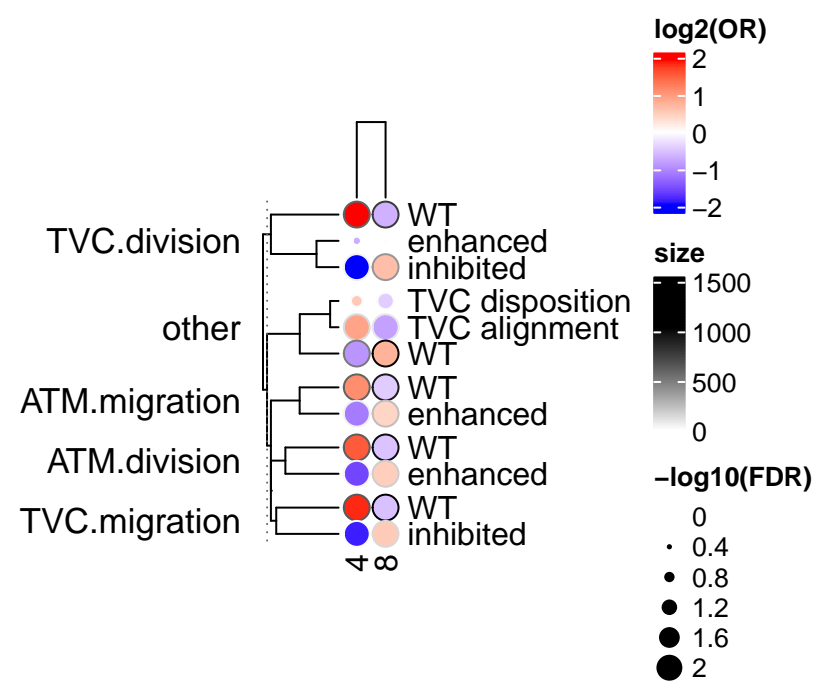 log2(OR)
2
1
0
−1
−2
size
1500
1000
500
0
−log10(FDR)
0
0.4
0.8
1.2
1.6
2
TVC.division
WT
enhanced
inhibited
other
TVC disposition
TVC alignment
WT
ATM.migration
WT
enhanced
ATM.division
WT
enhanced
TVC.migration
WT
inhibited
4
8